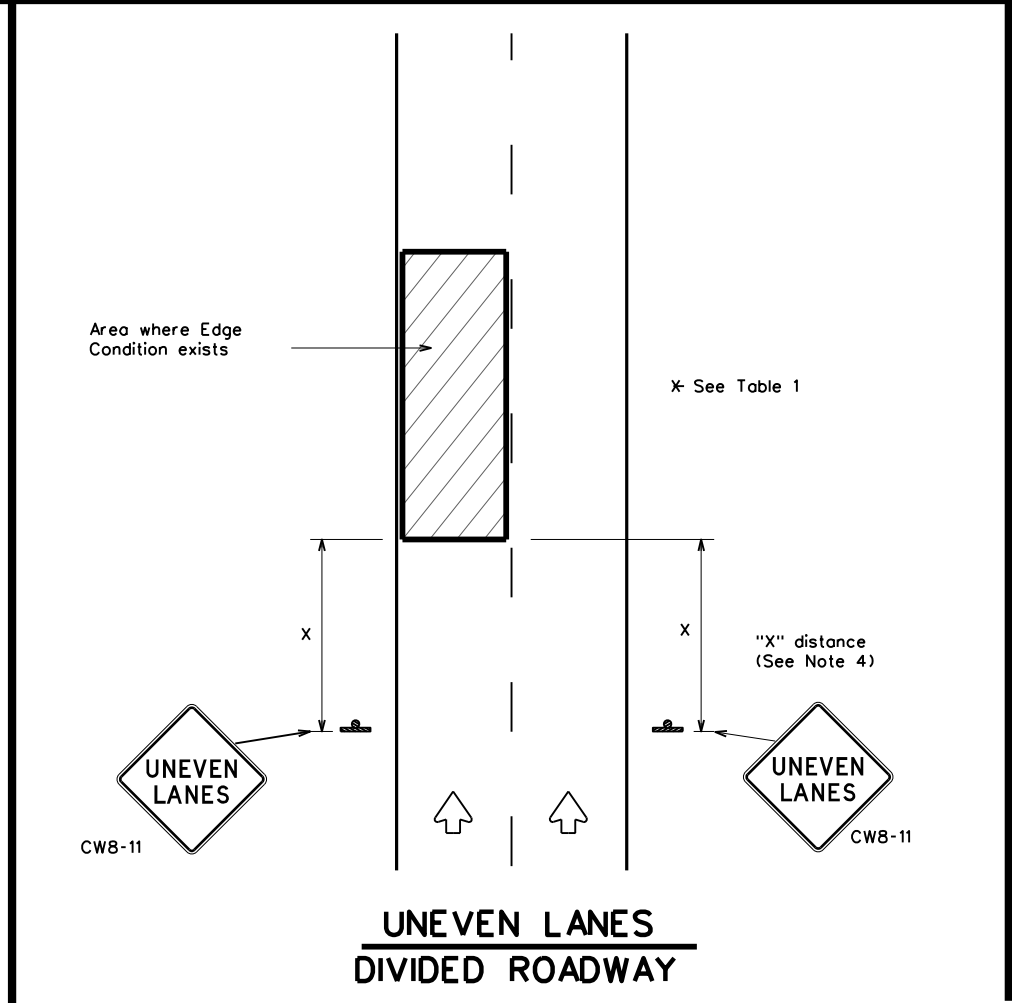 Area where Edge
Condition exists
X See Table 1
X
X
"X" distance
(See Note 4)
UNEVEN
LANES
CW8-11
UNEVEN
LANES
CW8-11
UNEVEN LANES
DIVIDED ROADWAY